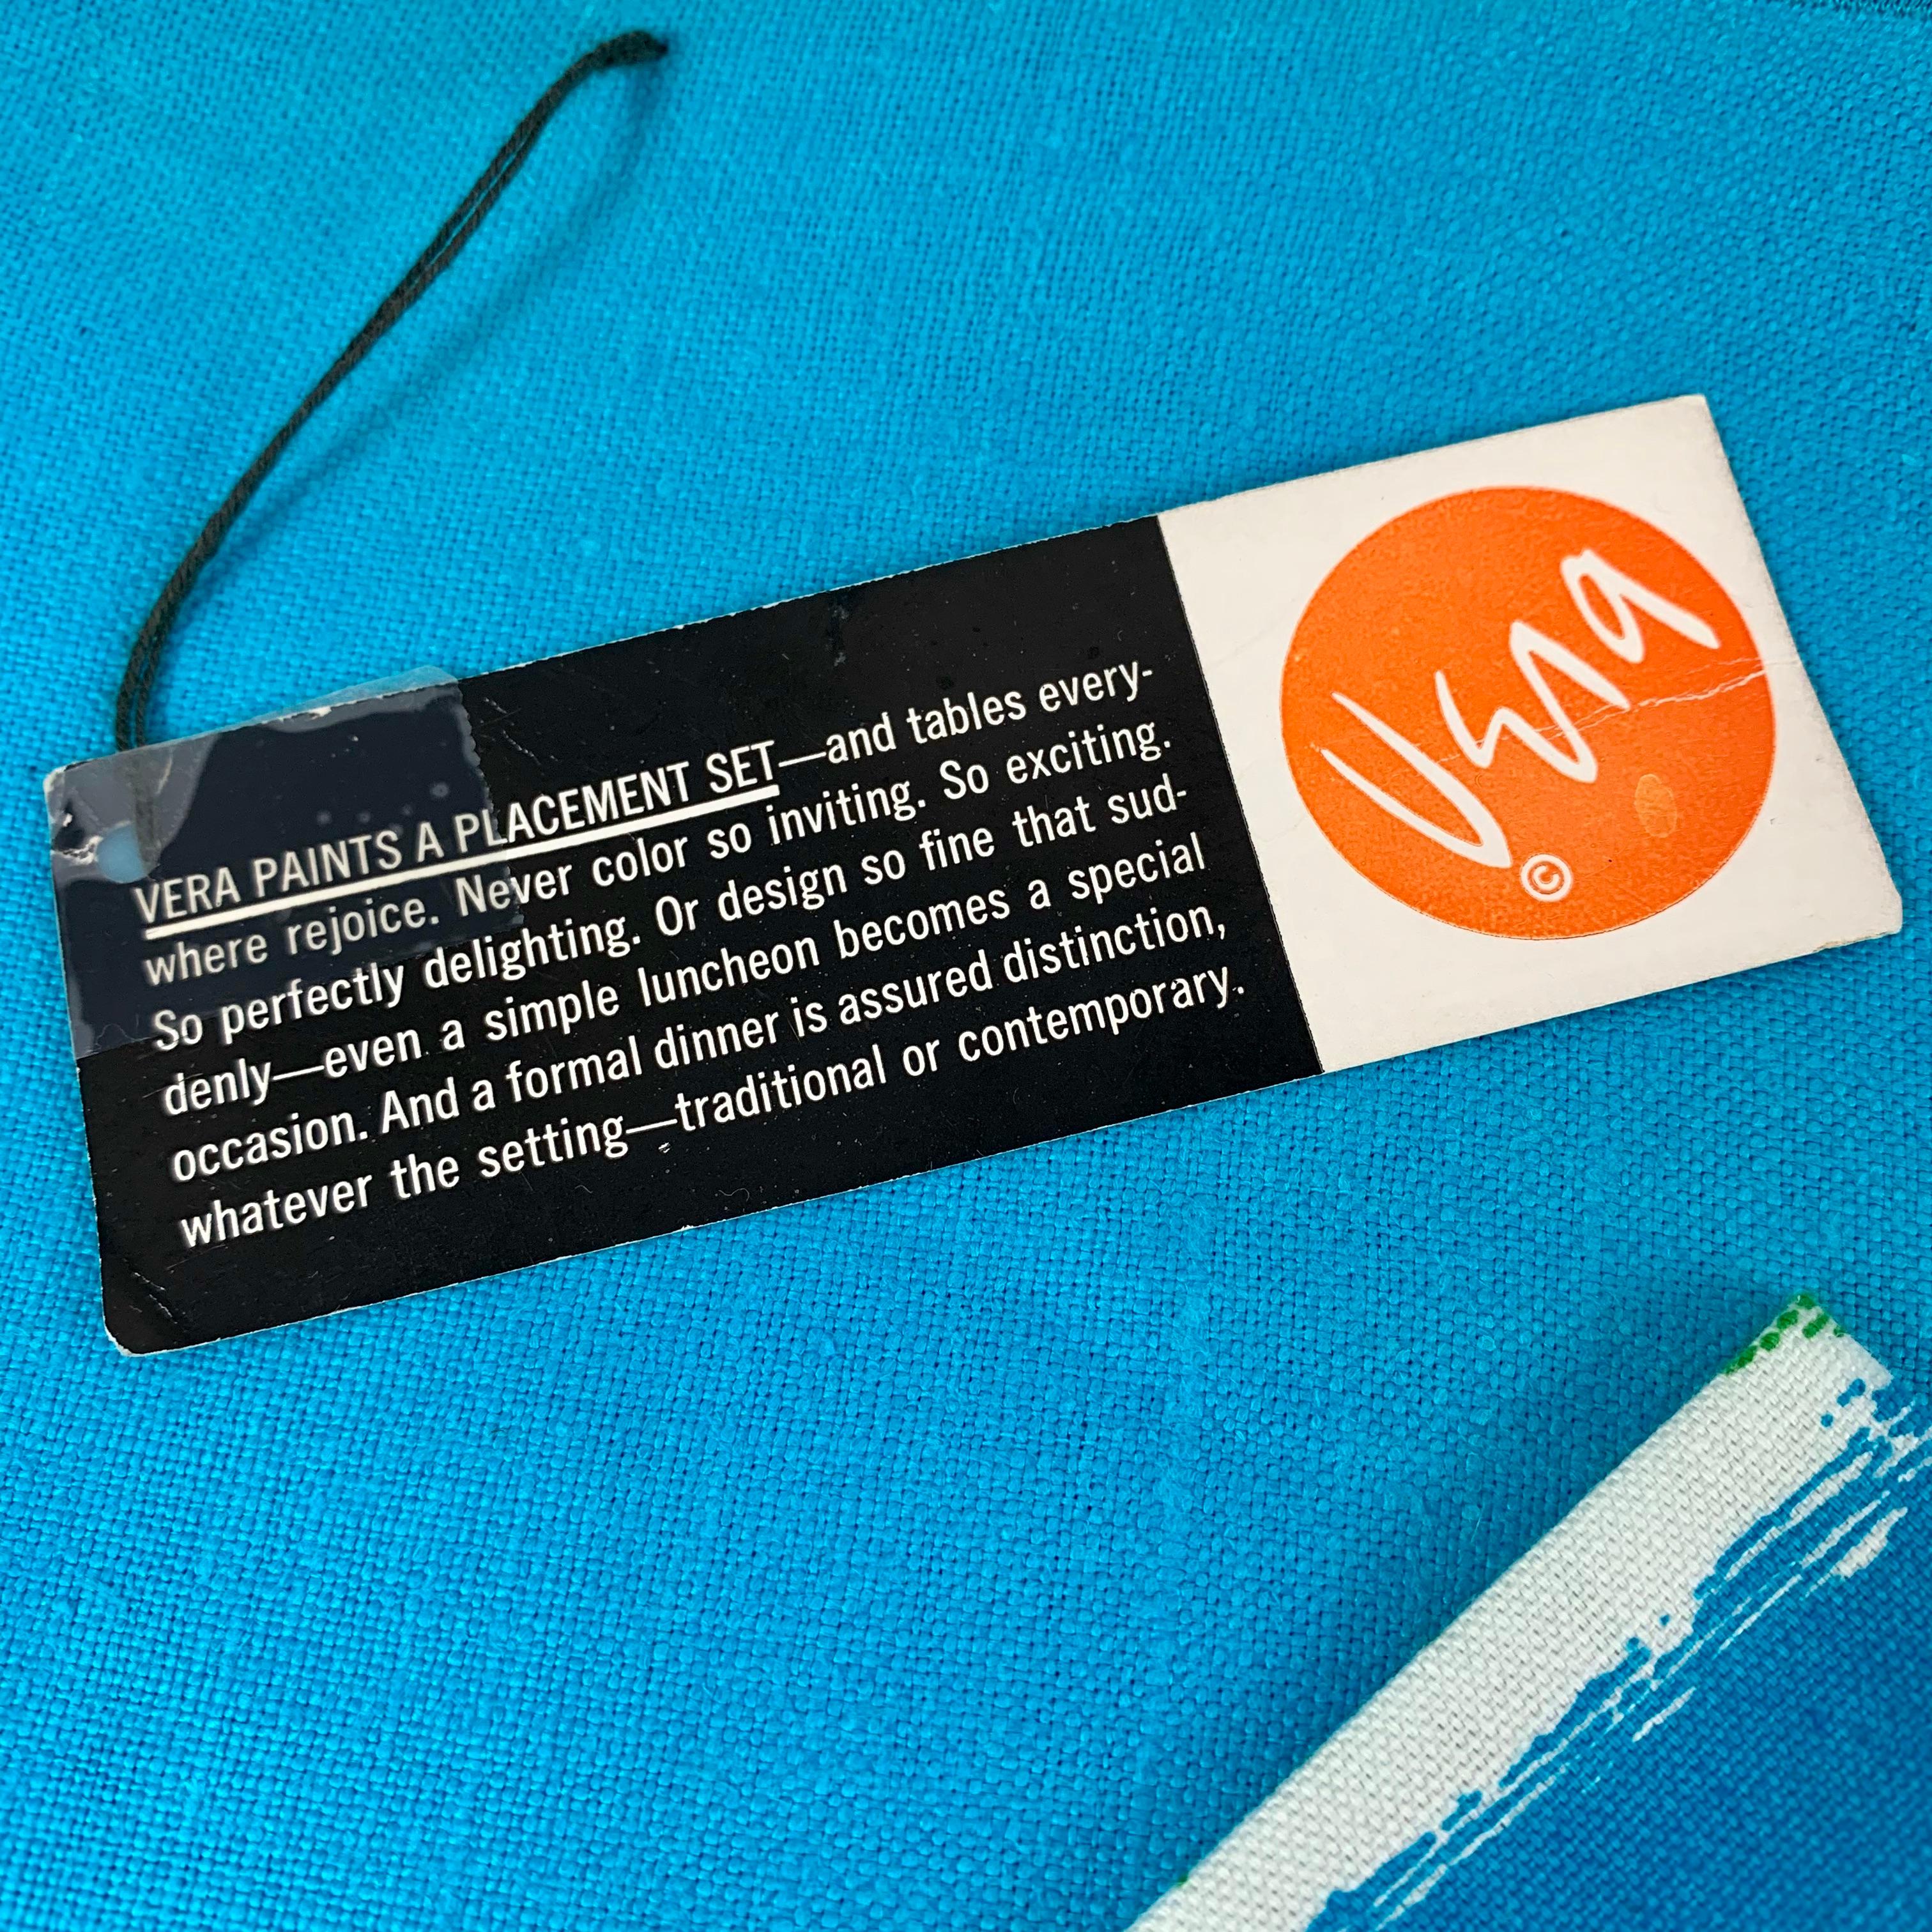 VERA PAINTS A PLACEMENT SET—and tables every-
where rejoice. Never color so inviting. So exciting.
So perfectly delighting. Or design so fine that sud-
denly—even a simple luncheon becomes a special
occasion. And a formal dinner is assured distinction,
whatever the setting—traditional or contemporary.
Vera
©